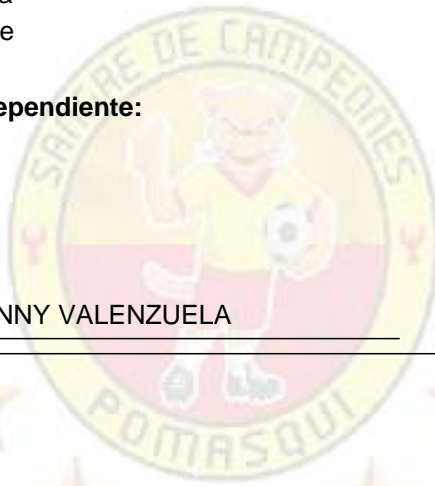 a
e
ependiente:
SANGRE DE CAMPEONES
NNY VALENZUELA
POMASQUI